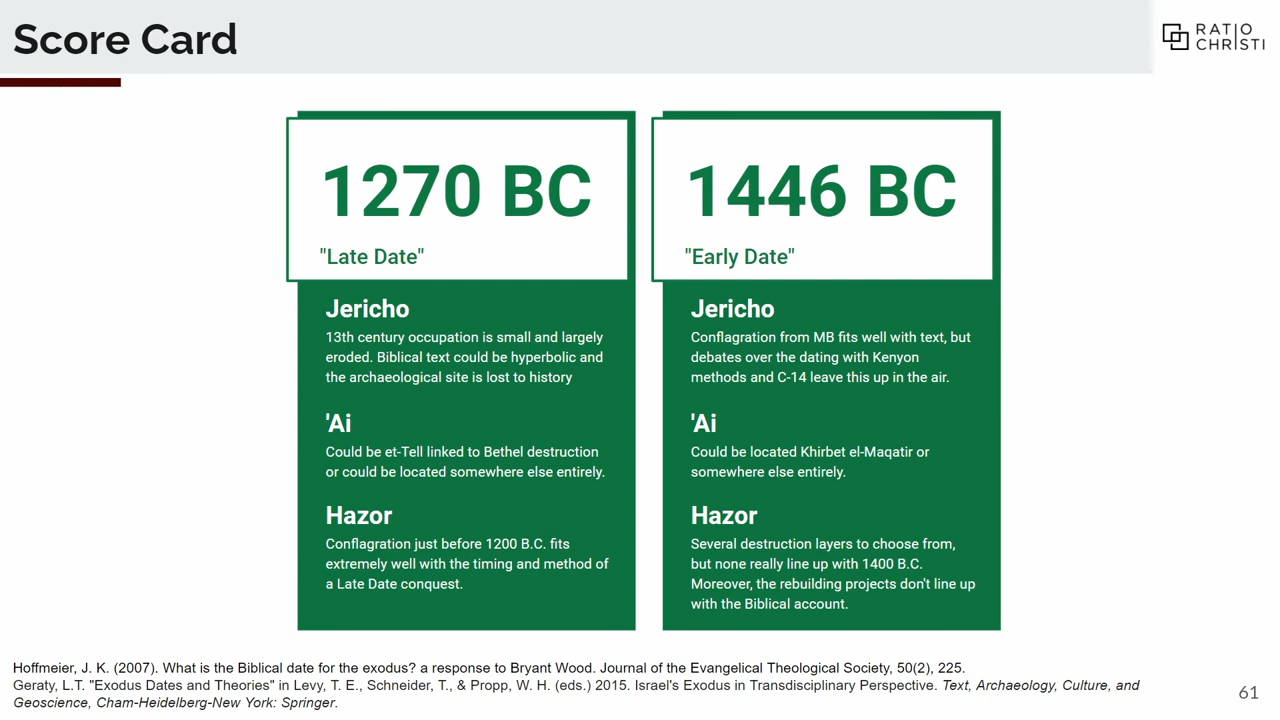 Score Card
RATIO
CHRISTI
1270 BC
"Late Date"
Jericho
13th century occupation is small and largely
eroded. Biblical text could be hyperbolic and
the archaeological site is lost to history
'Ai
Could be et-Tell linked to Bethel destruction
or could be located somewhere else entirely.
Hazor
Conflagration just before 1200 B.C. fits
extremely well with the timing and method of
a Late Date conquest.
1446 BC
"Early Date"
Jericho
Conflagration from MB fits well with text, but
debates over the dating with Kenyon
methods and C-14 leave this up in the air.
'Ai
Could be located Khirbet el-Maqatir or
somewhere else entirely.
Hazor
Several destruction layers to choose from,
but none really line up with 1400 B.C.
Moreover, the rebuilding projects don't line up
with the Biblical account.
Hoffmeier, J. K. (2007). What is the Biblical date for the exodus? a response to Bryant Wood. Journal of the Evangelical Theological Society, 50(2), 225.
Geraty, L.T. "Exodus Dates and Theories" in Levy, T. E., Schneider, T., & Propp, W. H. (eds.) 2015. Israel's Exodus in Transdisciplinary Perspective. Text, Archaeology, Culture, and
Geoscience, Cham-Heidelberg-New York: Springer.
61